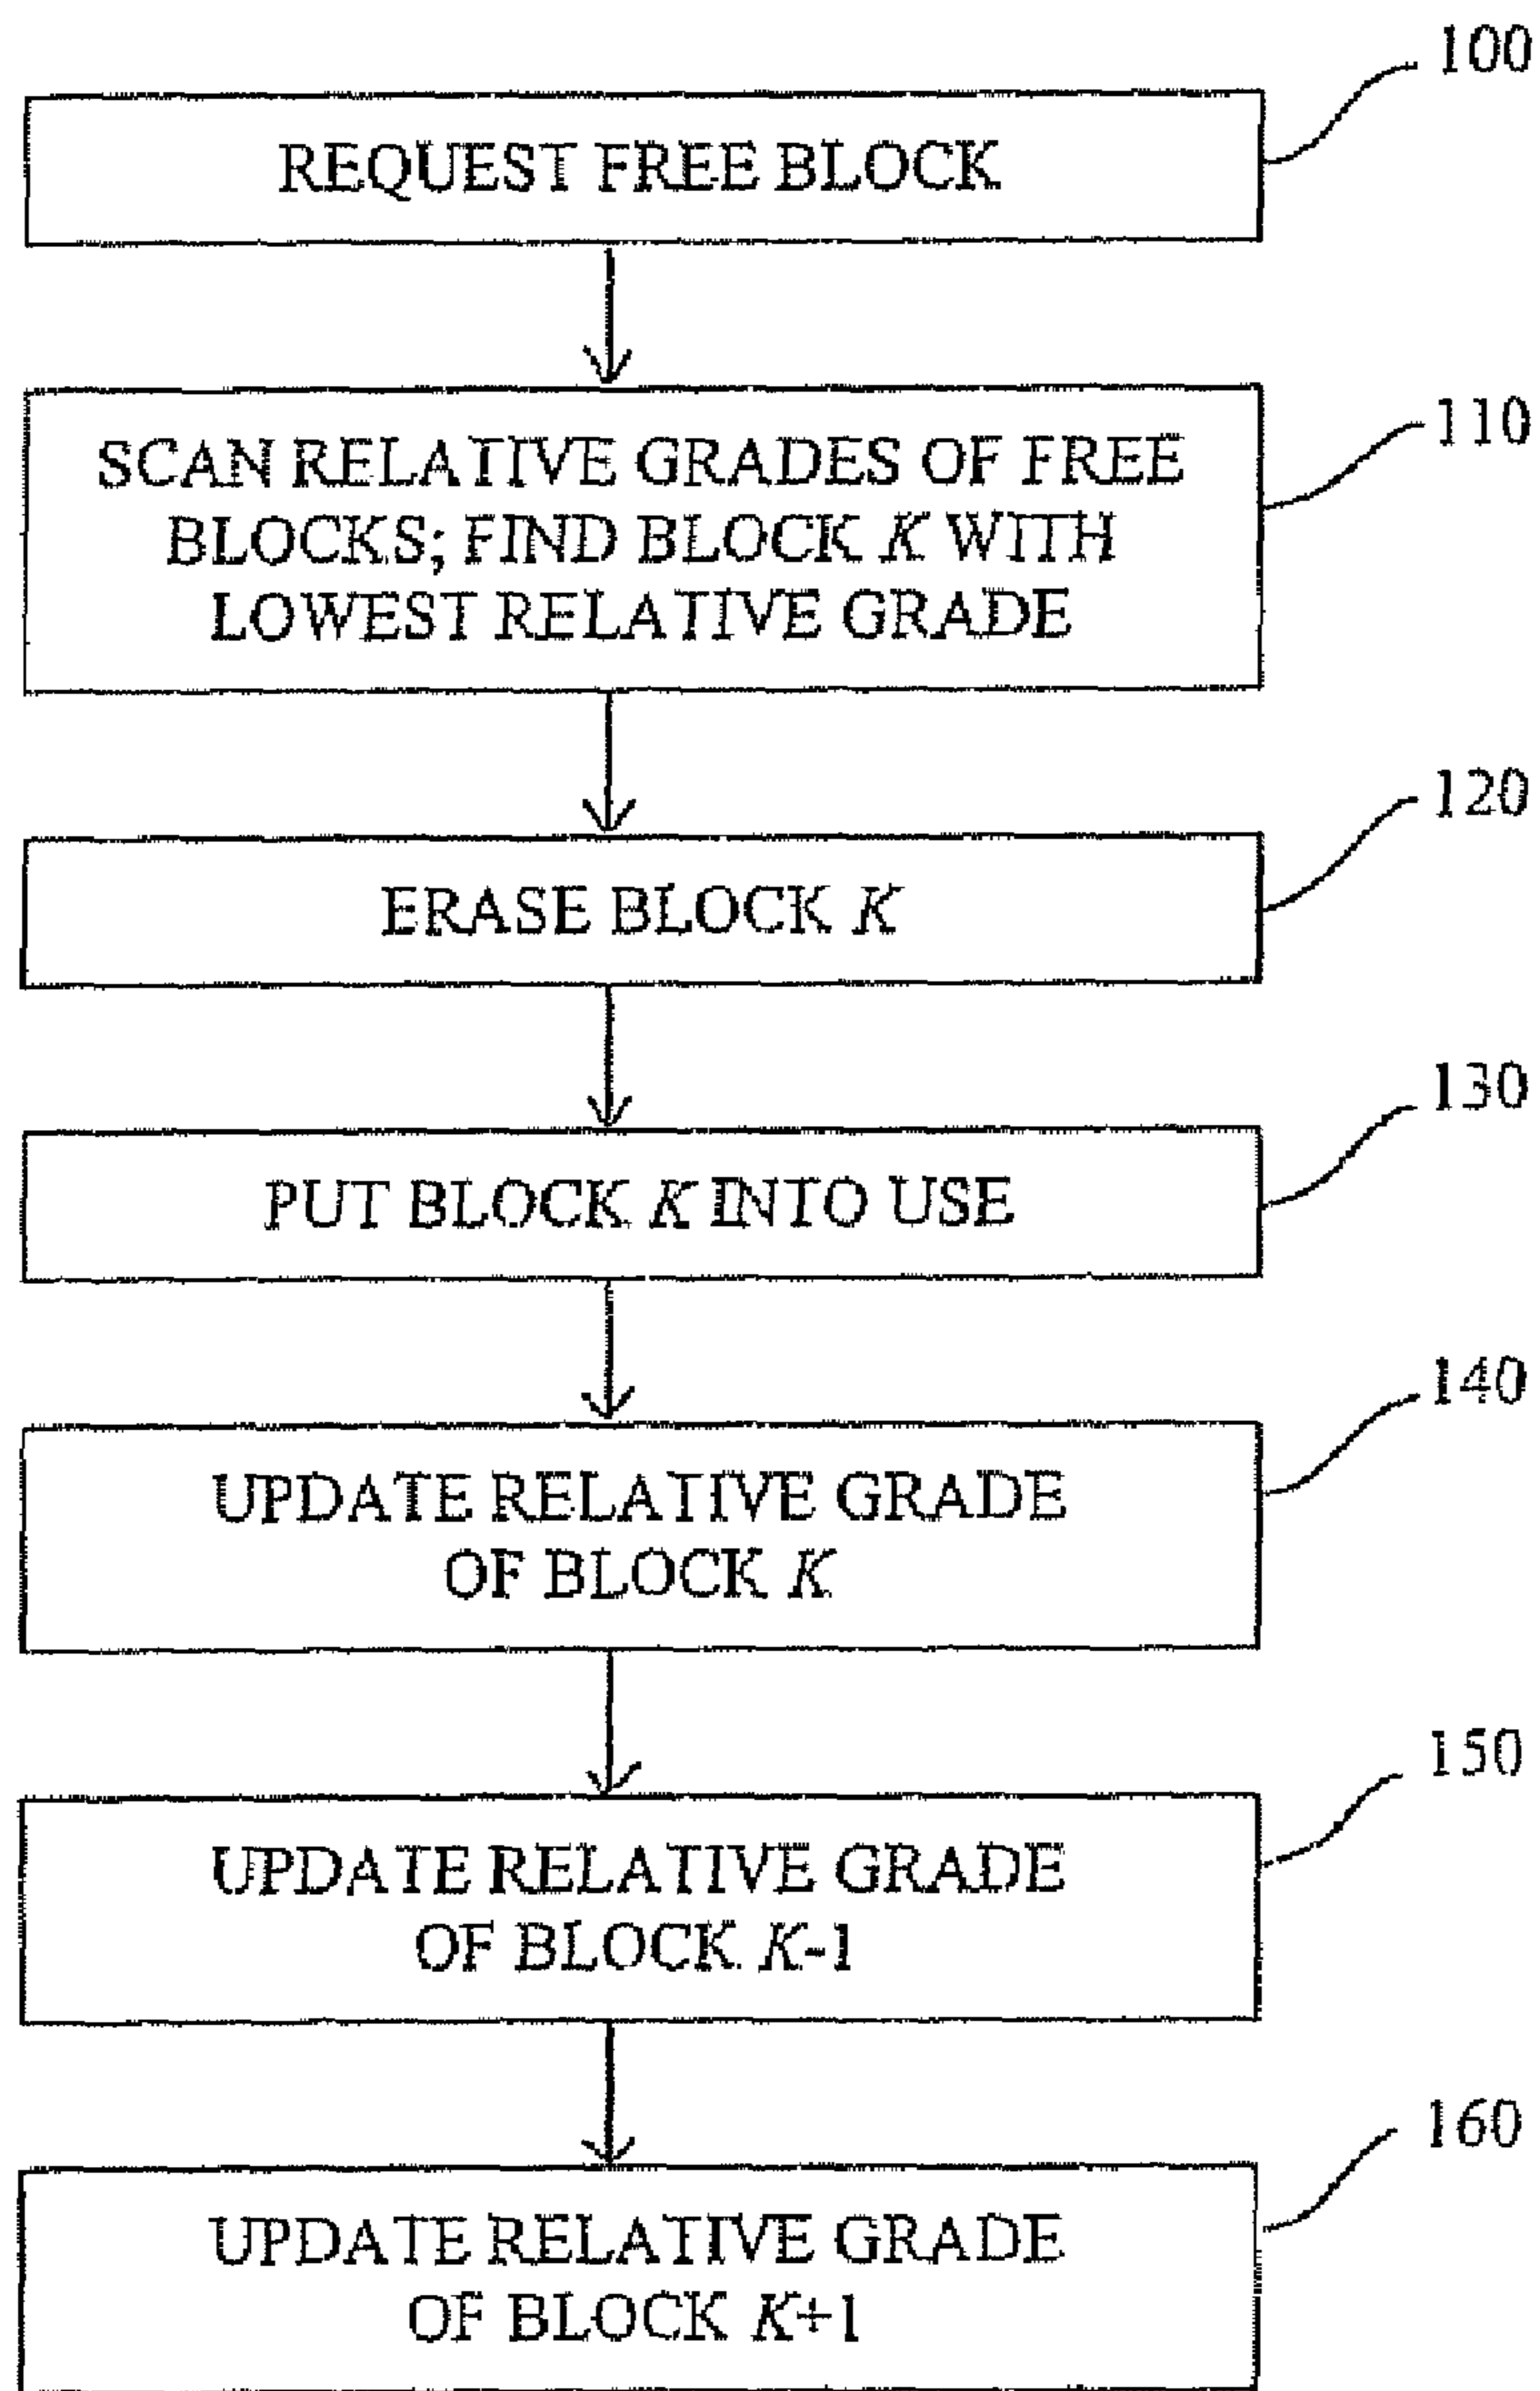 100
REQUEST FREE BLOCK
110
SCAN RELATIVE GRADES OF FREE
BLOCKS; FIND BLOCK K WITH
LOWEST RELATIVE GRADE
120
ERASE BLOCK K
130
PUT BLOCK K INTO USE
140
UPDATE RELATIVE GRADE
OF BLOCK K
150
UPDATE RELATIVE GRADE
OF BLOCK K-1
160
UPDATE RELATIVE GRADE
OF BLOCK K+1